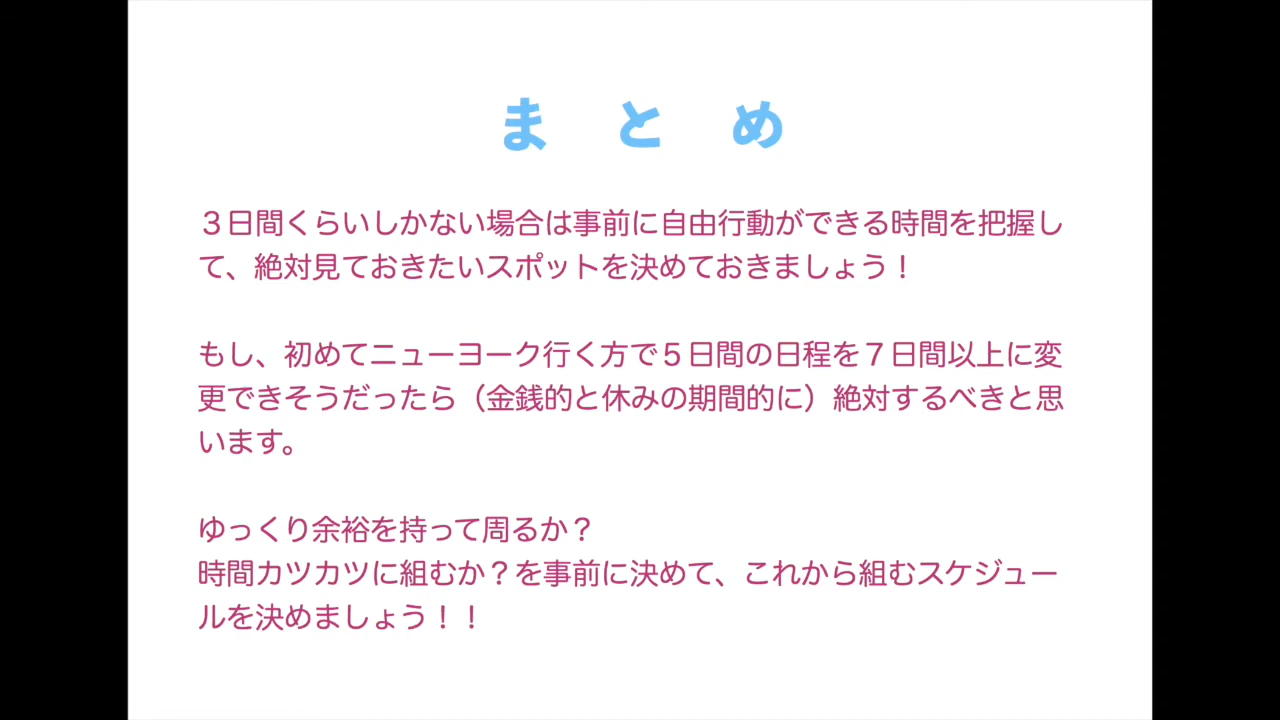 まとめ
３日間くらいしかない場合は事前に自由行動ができる時間を把握し
て、絶対見ておきたいスポットを決めておきましょう！
もし、初めてニューヨーク行く方で５日間の日程を７日間以上に変
更できそうだったら（金銭的と休みの期間的に）絶対するべきと思
います。
ゆっくり余裕を持って周るか？
時間カツカツに組むか？を事前に決めて、これから組むスケジュー
ルを決めましょう！！